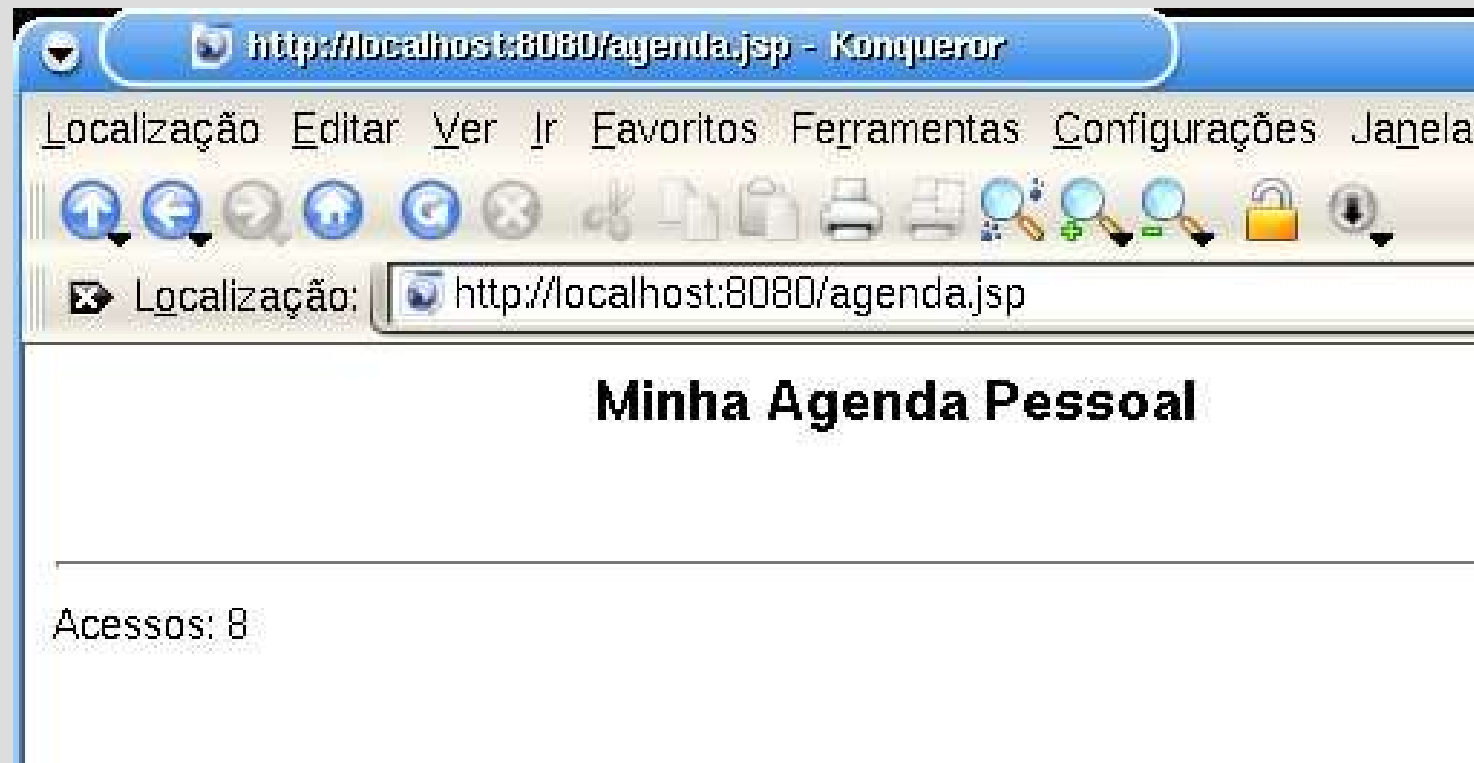 http://localhost:8080/agenda.jsp - Konqueror
Localização Editar Ver Ir Favoritos Ferramentas Configurações Janela
Localização: http://localhost:8080/agenda.jsp
Minha Agenda Pessoal
Acessos: 8